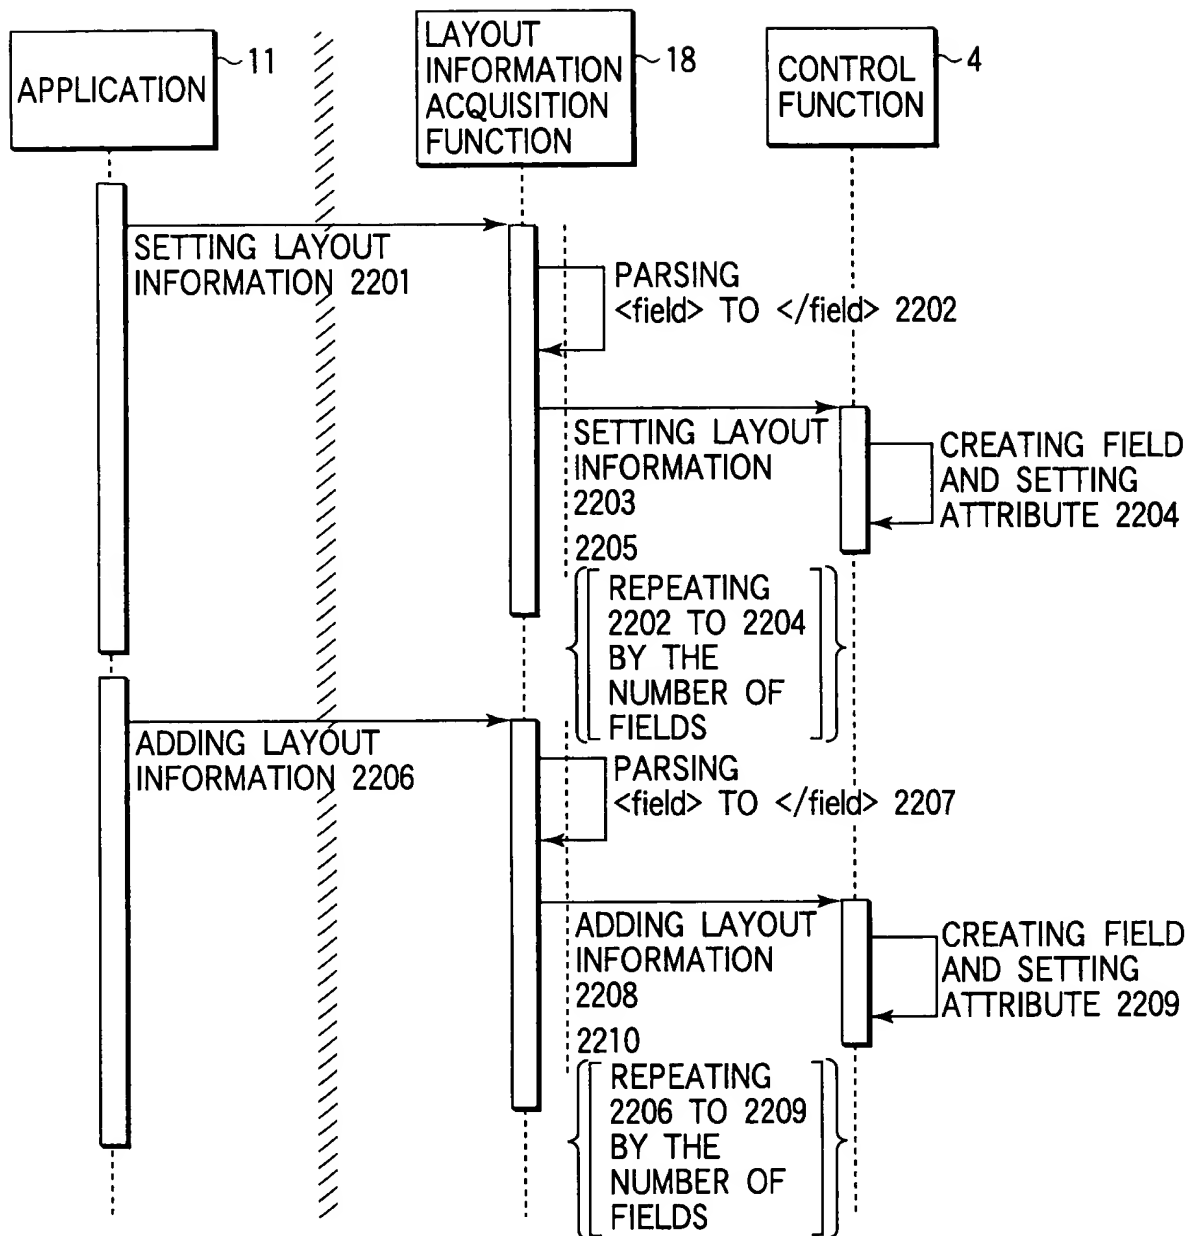 APPLICATION
11
LAYOUT
INFORMATION
ACQUISITION
FUNCTION
18
CONTROL
FUNCTION
4
SETTING LAYOUT
INFORMATION 2201
PARSING
<field> TO </field> 2202
SETTING LAYOUT
INFORMATION
2203
CREATING FIELD
AND SETTING
ATTRIBUTE 2204
2205
REPEATING
2202 TO 2204
BY THE
NUMBER OF
FIELDS
ADDING LAYOUT
INFORMATION 2206
PARSING
<field> TO </field> 2207
ADDING LAYOUT
INFORMATION
2208
CREATING FIELD
AND SETTING
ATTRIBUTE 2209
2210
REPEATING
2206 TO 2209
BY THE
NUMBER OF
FIELDS